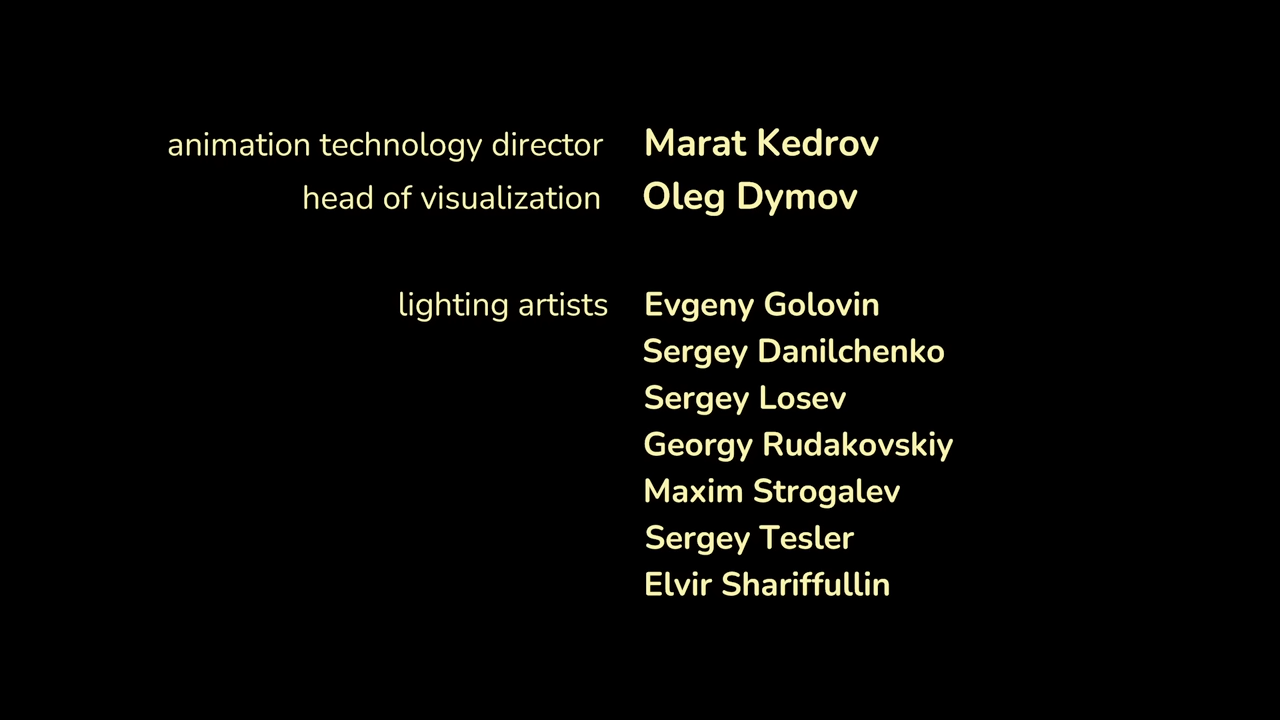 animation technology director Marat Kedrov
head of visualization Oleg Dymov
lighting artists Evgeny Golovin
Sergey Danilchenko
Sergey Losev
Georgy Rudakovskiy
Maxim Strogalev
Sergey Tesler
Elvir Shariffullin